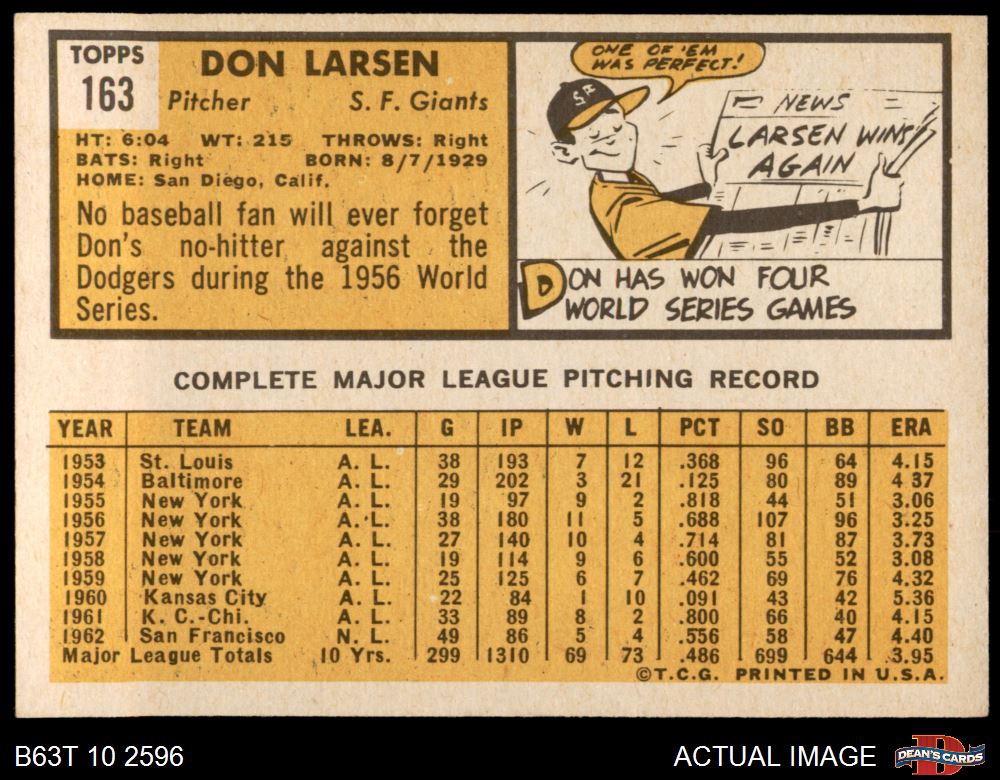 TOPPS
163
DON LARSEN
Pitcher S. F. Giants
HT: 6:04 WT: 215 THROWS: Right
BATS: Right BORN: 8/7/1929
HOME: San Diego, Calif.
No baseball fan will ever forget
Don's no-hitter against the
Dodgers during the 1956 World
Series.
ONE OF 'EM
WAS PERFECT!
SF
NEWS
LARSEN WINS
AGAIN
DON HAS WON FOUR
WORLD SERIES GAMES
COMPLETE MAJOR LEAGUE PITCHING RECORD
YEAR TEAM LEA. G IP W L PCT SO BB ERA
1953 St. Louis A. L. 38 193 7 12 .368 96 64 4.15
1954 Baltimore A. L. 29 202 3 21 .125 80 89 4 37
1955 New York A. L. 19 97 9 2 .818 44 51 3.06
1956 New York A. L. 38 180 11 5 .688 107 96 3.25
1957 New York A. L. 27 140 10 4 .714 81 87 3.73
1958 New York A. L. 19 114 9 6 .600 55 52 3.08
1959 New York A. L. 25 125 6 7 .462 69 76 4.32
1960 Kansas City A. L. 22 84 1 10 .091 43 42 5.36
1961 K. C.-Chi. A. L. 33 89 8 2 .800 66 40 4.15
1962 San Francisco N. L. 49 86 5 4 .556 58 47 4.40
Major League Totals 10 Yrs. 299 1310 69 73 .486 699 644 3.95
©T.C.G. PRINTED IN U.S.A.
B63T 10 2596
ACTUAL IMAGE
DEAN'S CARDS